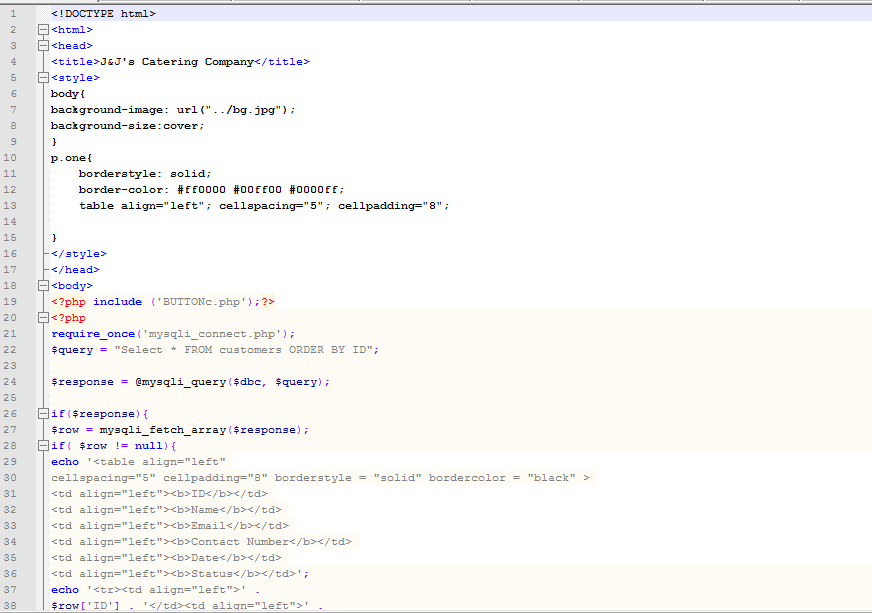 1 <!DOCTYPE html>
2 <html>
3 <head>
4 <title>J&J's Catering Company</title>
5 <style>
6 body{
7 background-image: url("../bg.jpg");
8 background-size:cover;
9 }
10 p.one{
11 borderstyle: solid;
12 border-color: #ff0000 #00ff00 #0000ff;
13 table align="left"; cellspacing="5"; cellpadding="8";
14
15 }
16 </style>
17 </head>
18 <body>
19 <?php include ('BUTTONc.php');?>
20 <?php
21 require_once('mysqli_connect.php');
22 $query = "Select * FROM customers ORDER BY ID";
23
24 $response = @mysqli_query($dbc, $query);
25
26 if($response){
27 $row = mysqli_fetch_array($response);
28 if( $row != null){
29 echo '<table align="left"
30 cellspacing="5" cellpadding="8" borderstyle = "solid" bordercolor = "black" >
31 <td align="left"><b>ID</b></td>
32 <td align="left"><b>Name</b></td>
33 <td align="left"><b>Email</b></td>
34 <td align="left"><b>Contact Number</b></td>
35 <td align="left"><b>Date</b></td>
36 <td align="left"><b>Status</b></td>';
37 echo '<tr><td align="left">' .
38 $row['ID'] . '</td><td align="left">' .